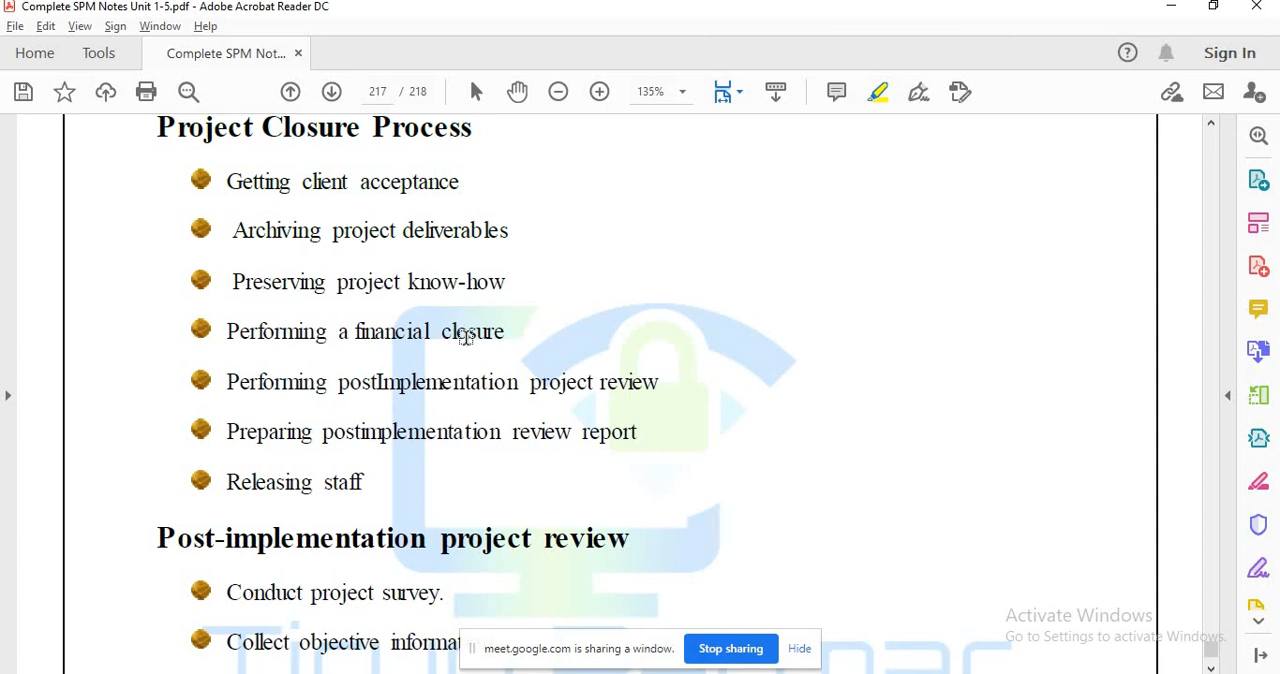 Complete SPM Notes Unit 1-5.pdf - Adobe Acrobat Reader DC
File Edit View Sign Window Help
Home Tools Complete SPM Not... × Sign In
217 / 218 135%
Project Closure Process
Getting client acceptance
Archiving project deliverables
Preserving project know-how
Performing a financial closure
Performing postImplementation project review
Preparing postimplementation review report
Releasing staff
Post-implementation project review
Conduct project survey.
Collect objective
meet.google.com is sharing a window. Stop sharing Hide
Activate Windows
Go to Settings to activate Windows.